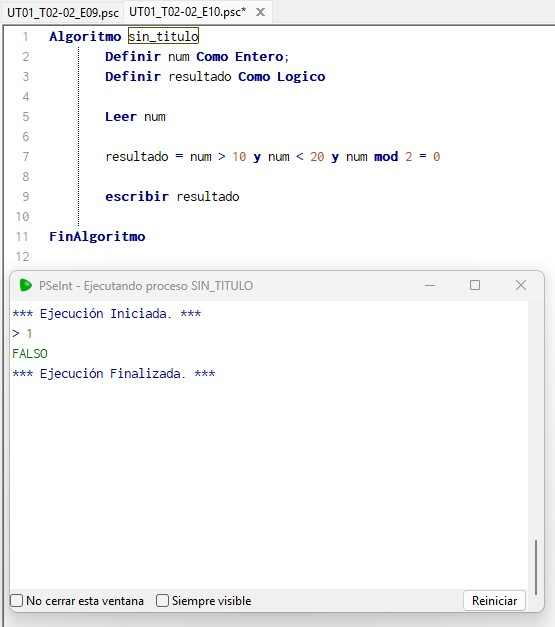 UT01_T02-02_E09.psc UT01_T02-02_E10.psc*
1 Algoritmo sin_titulo
2 Definir num Como Entero;
3 Definir resultado Como Logico
4
5 Leer num
6
7 resultado = num > 10 y num < 20 y num mod 2 = 0
8
9 escribir resultado
10
11 FinAlgoritmo
12
PSeInt - Ejecutando proceso SIN_TITULO
*** Ejecución Iniciada. ***
> 1
FALSO
*** Ejecución Finalizada. ***
No cerrar esta ventana Siempre visible Reiniciar